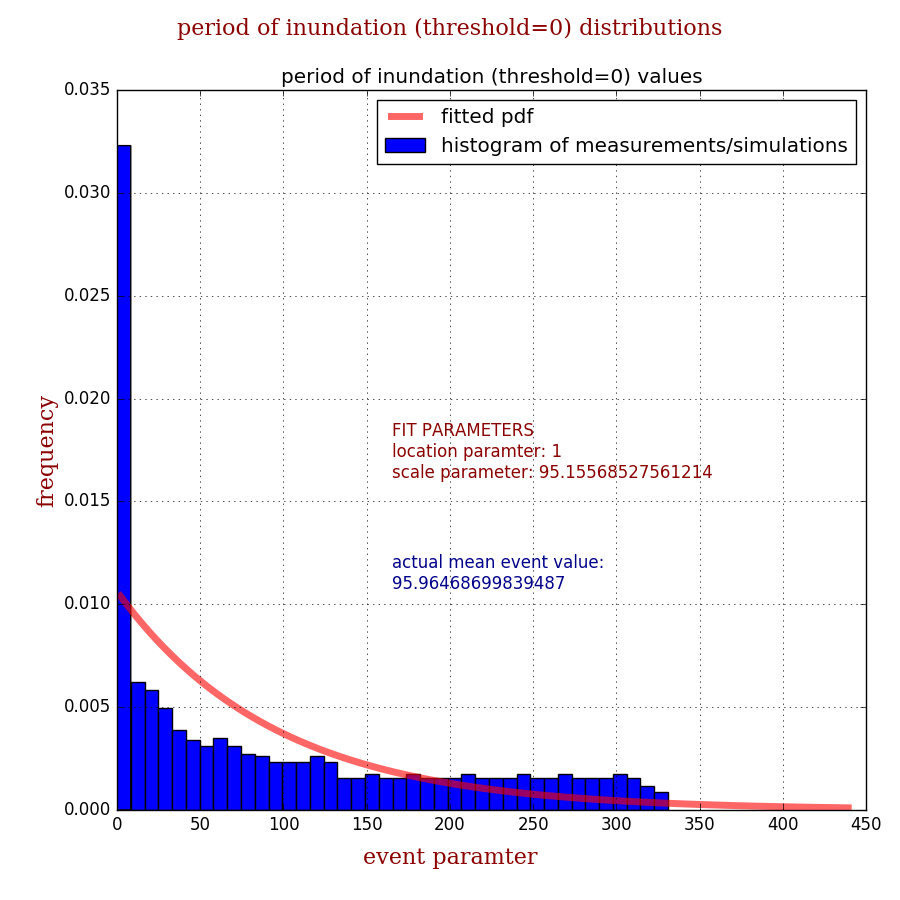 period of inundation (threshold=0) distributions
period of inundation (threshold=0) values
fitted pdf
histogram of measurements/simulations
0.035
0.030
0.025
0.020
0.015
0.010
0.005
0.000
frequency
FIT PARAMETERS
location paramter: 1
scale parameter: 95.15568527561214
actual mean event value:
95.96468699839487
0 50 100 150 200 250 300 350 400 450
event paramter